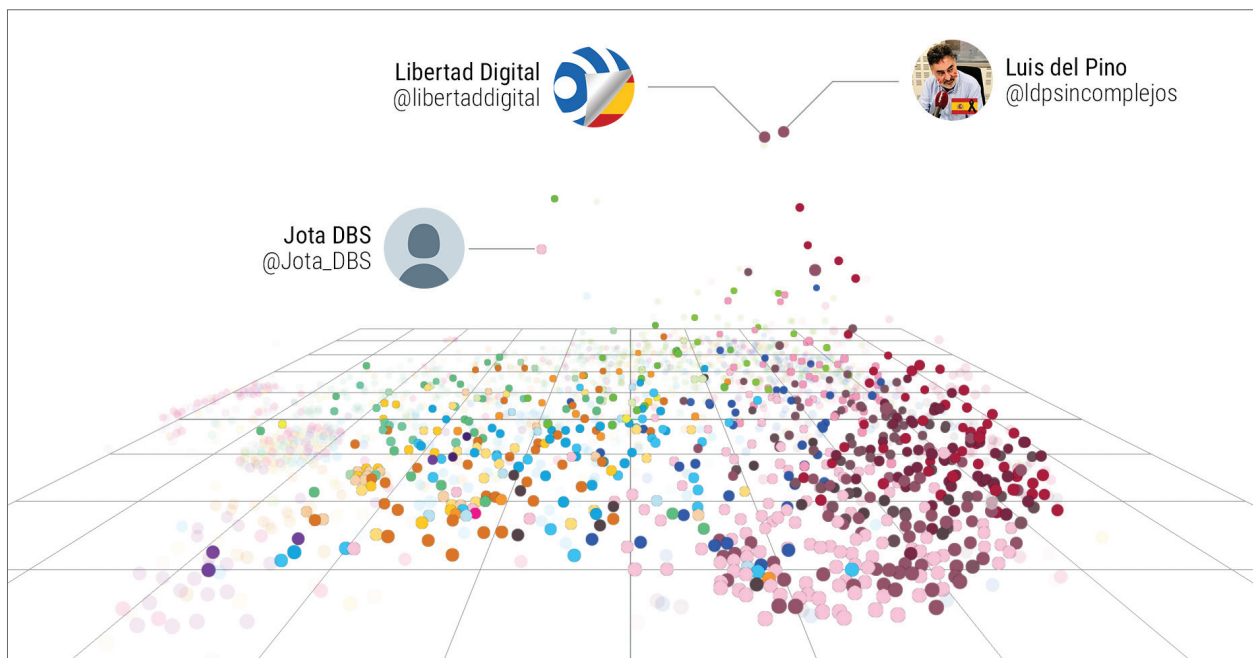 Libertad Digital
@libertaddigital
Luis del Pino
@ldpsincomplejos
Jota DBS
@Jota_DBS